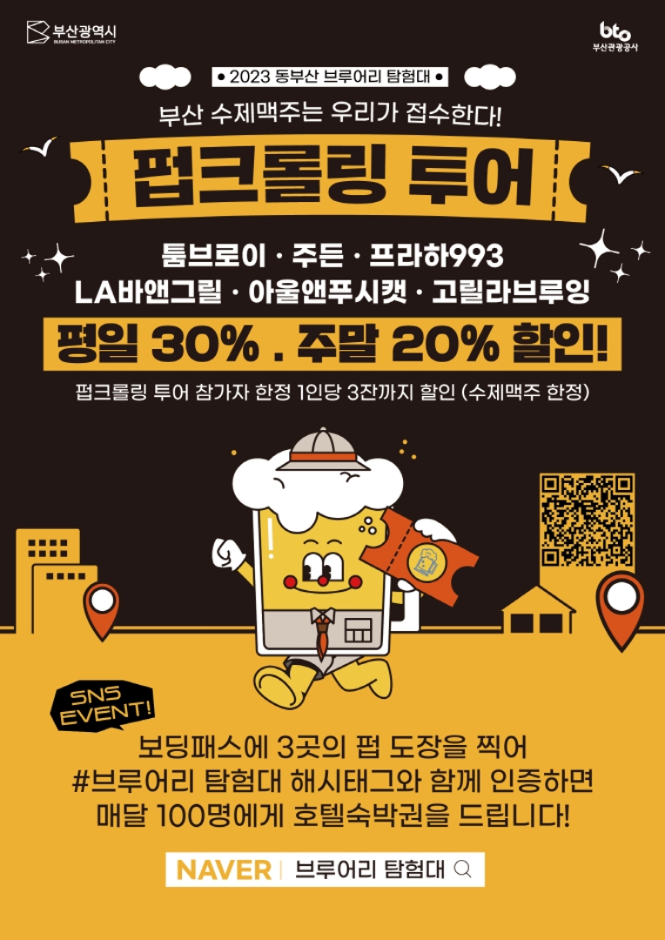 부산광역시
BUSAN METROPOLITAN CITY
bto
부산관광공사
• 2023 동부산 브루어리 탐험대 •
부산 수제맥주는 우리가 접수한다!
펍크롤링 투어
툼브로이 · 주든 · 프라하993
LA바앤그릴 · 아울앤푸시캣 · 고릴라브루잉
평일 30% . 주말 20% 할인!
펍크롤링 투어 참가자 한정 1인당 3잔까지 할인 (수제맥주 한정)
SNS
EVENT!
보딩패스에 3곳의 펍 도장을 찍어
#브루어리 탐험대 해시태그와 함께 인증하면
매달 100명에게 호텔숙박권을 드립니다!
NAVER 브루어리 탐험대